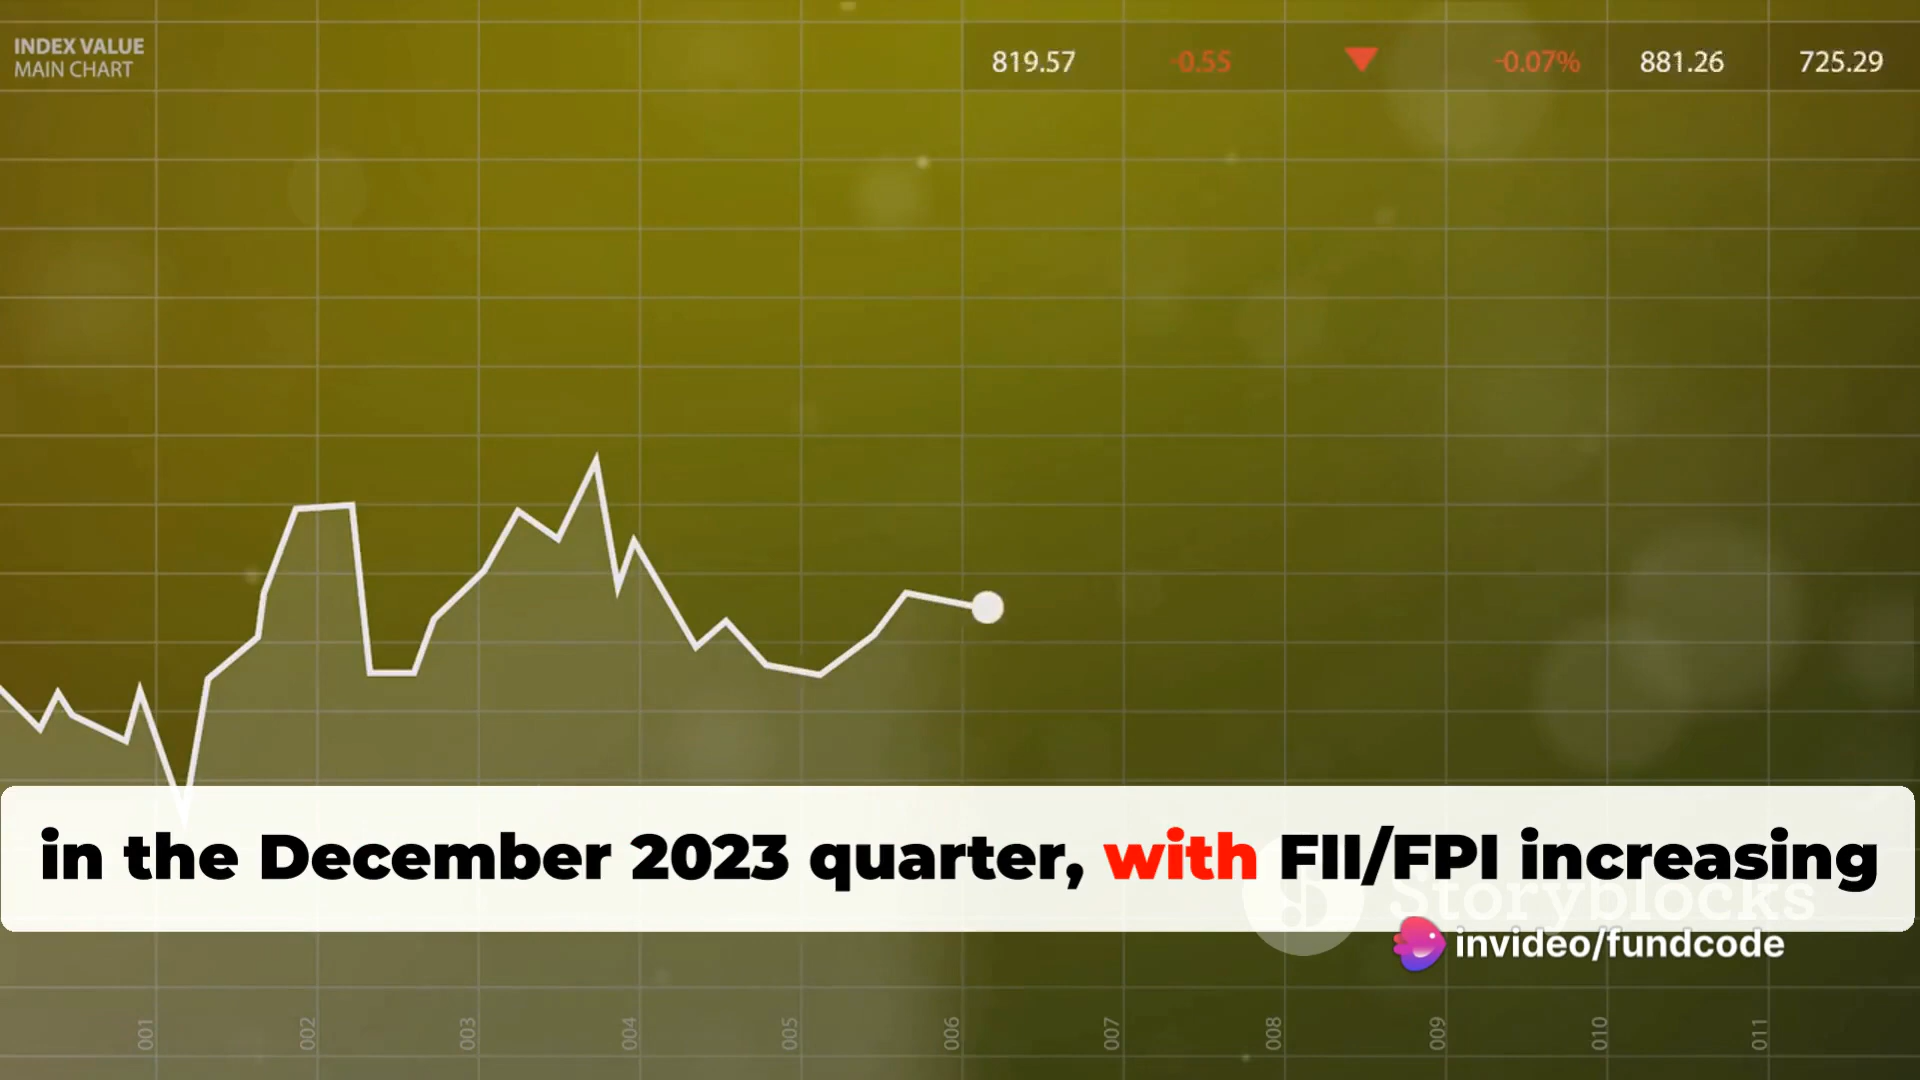 INDEX VALUE
MAIN CHART
819.57 -0.55 -0.07% 881.26 725.29
in the December 2023 quarter, with FII/FPI increasing
Storyblocks
invideo/fundcode
001 002 003 004 005 006 007 008 009 010 011